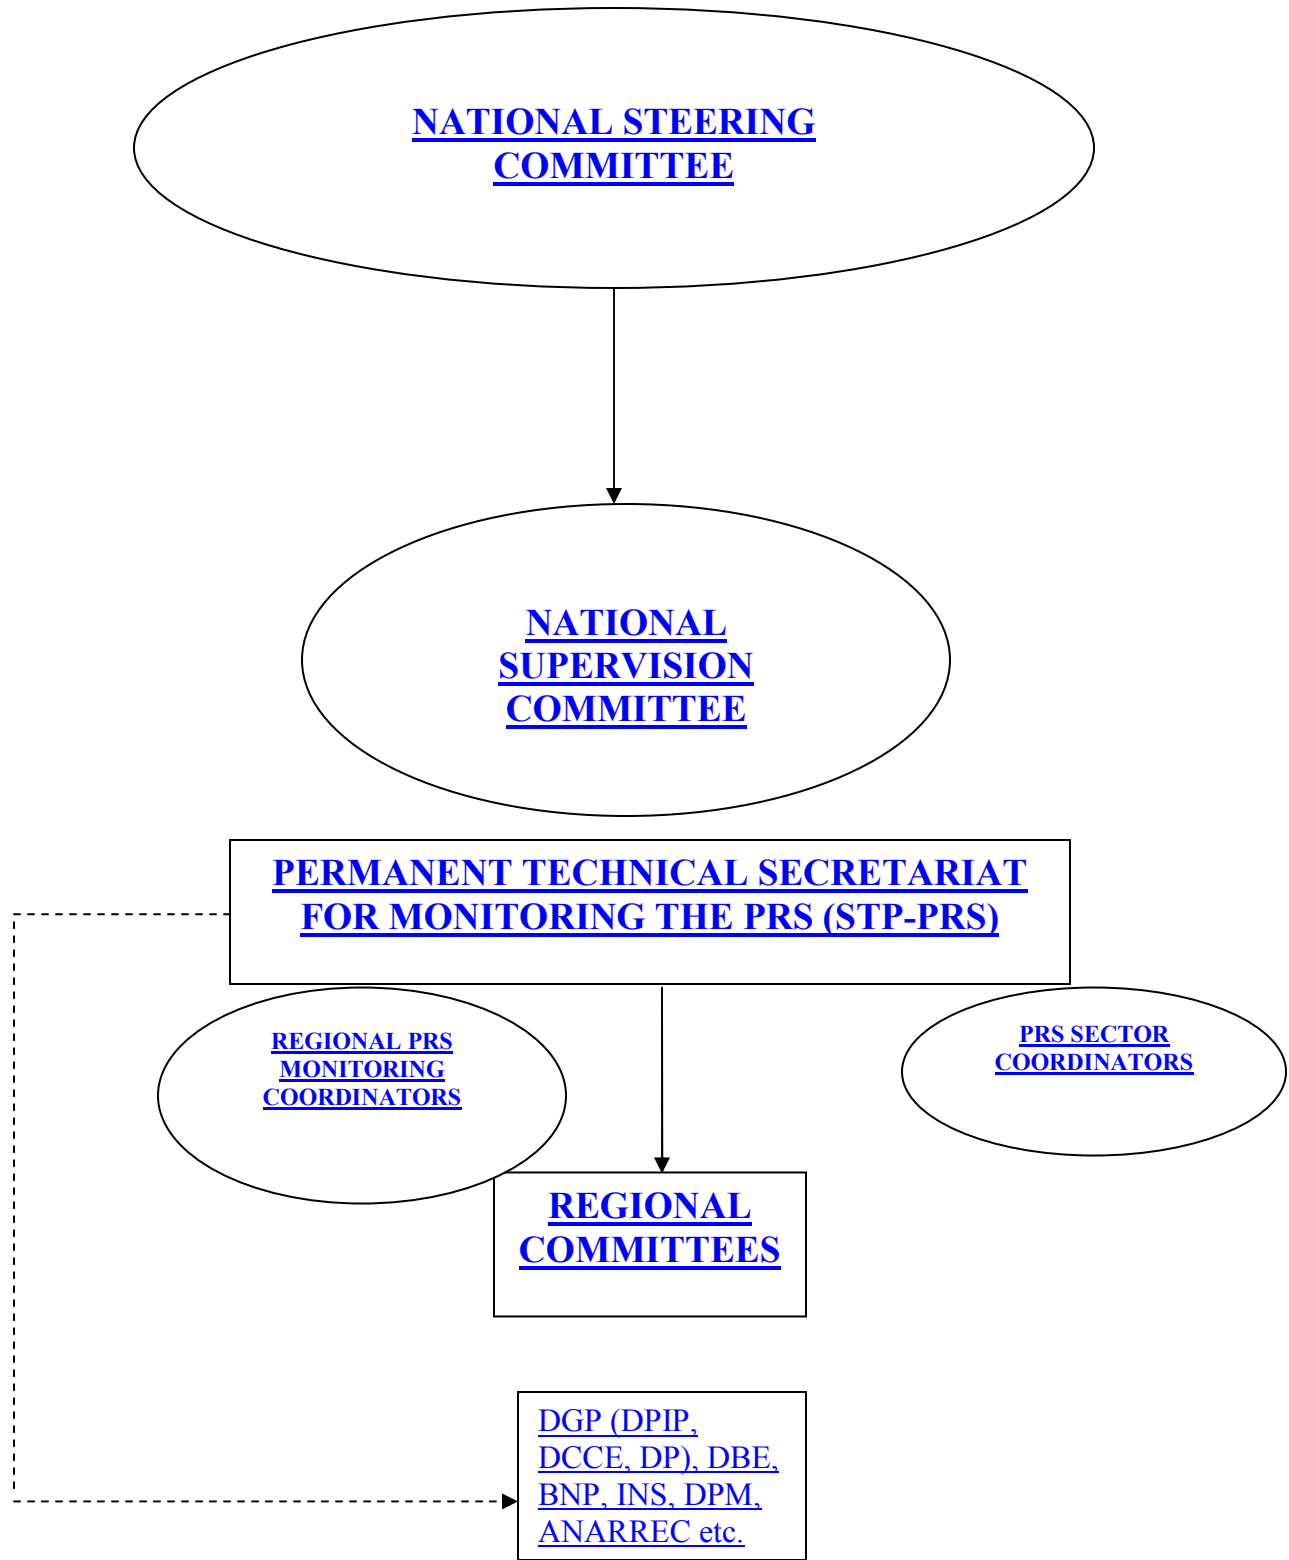 NATIONAL STEERING
COMMITTEE
NATIONAL
SUPERVISION
COMMITTEE
PERMANENT TECHNICAL SECRETARIAT
FOR MONITORING THE PRS (STP-PRS)
REGIONAL PRS
MONITORING
COORDINATORS
PRS SECTOR
COORDINATORS
REGIONAL
COMMITTEES
DGP (DPIP,
DCCE, DP), DBE,
BNP, INS, DPM,
ANARREC etc.